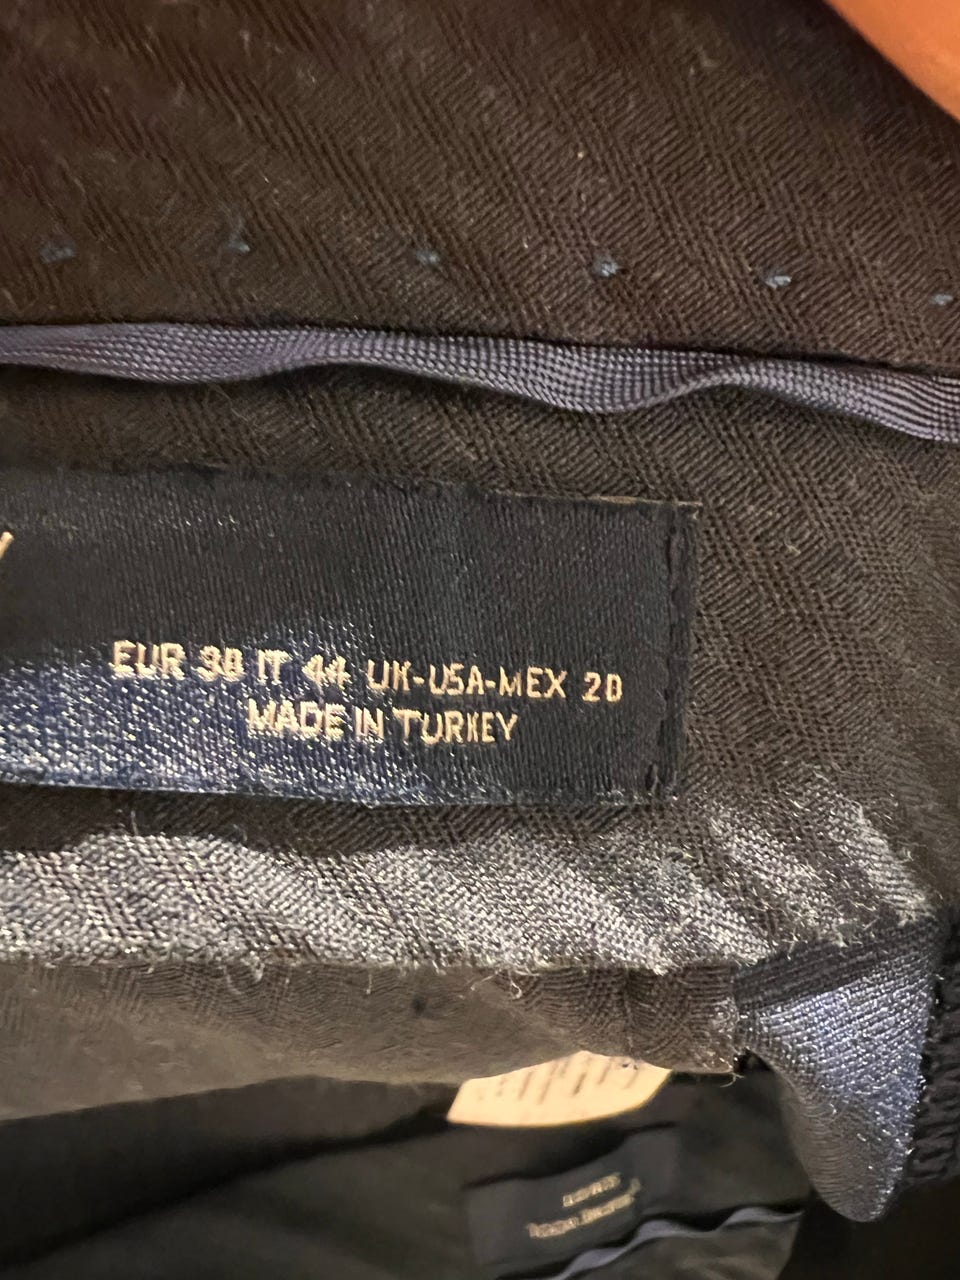 EUR 38 IT 44 UK-USA-MEX 28
MADE IN TURKEY